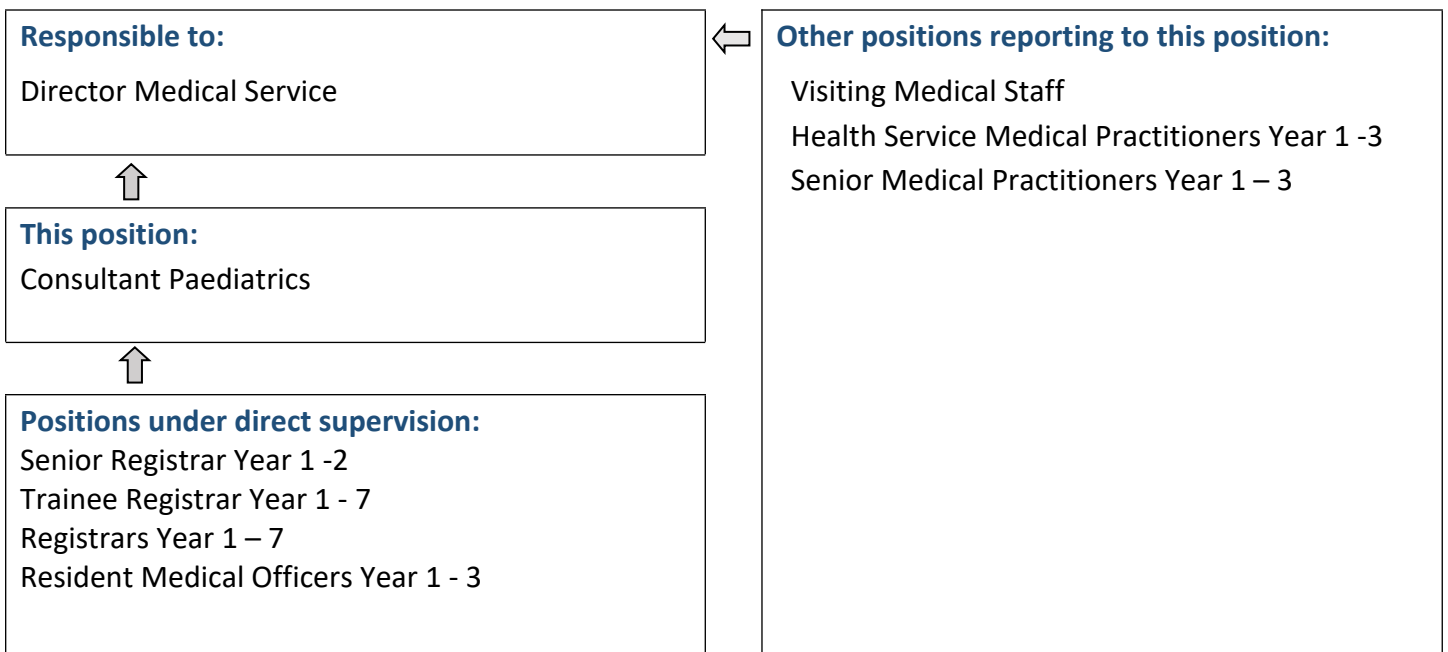 Responsible to:
Director Medical Service
This position:
Consultant Paediatrics
Positions under direct supervision:
Senior Registrar Year 1 -2
Trainee Registrar Year 1 - 7
Registrars Year 1 – 7
Resident Medical Officers Year 1 - 3
Other positions reporting to this position:
Visiting Medical Staff
Health Service Medical Practitioners Year 1 -3
Senior Medical Practitioners Year 1 – 3